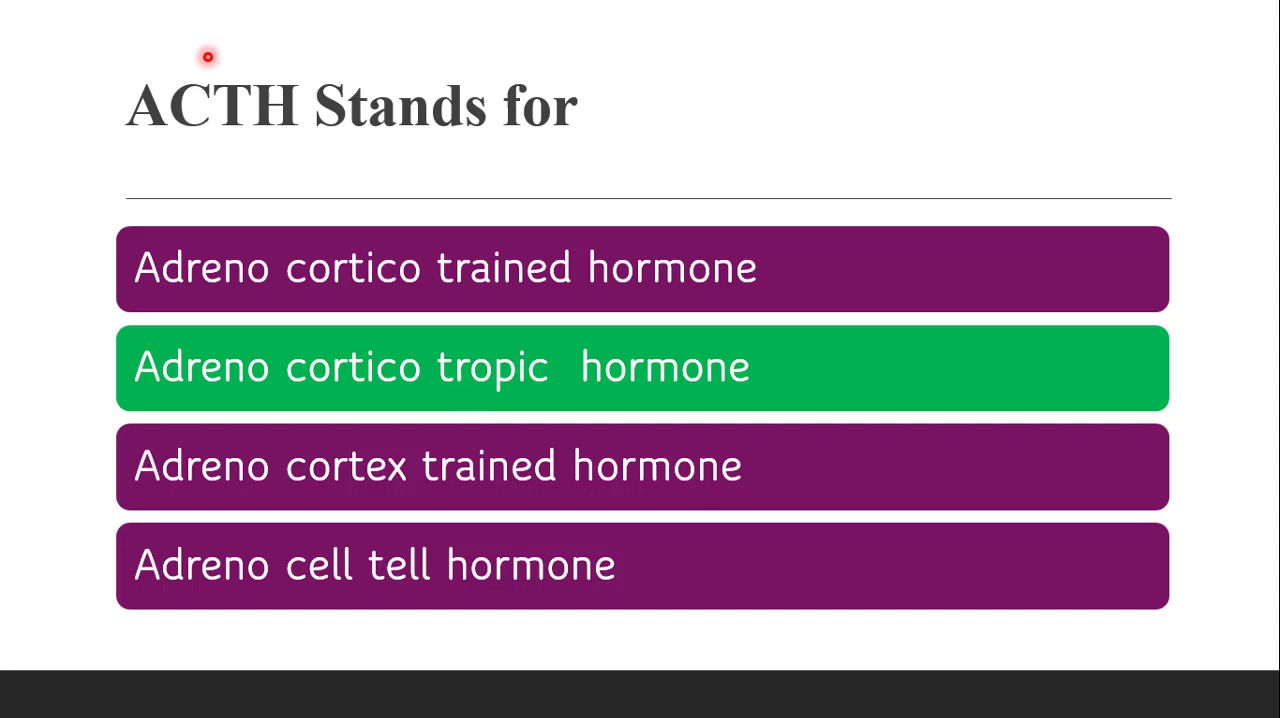 ACTH Stands for
Adreno cortico trained hormone
Adreno cortico tropic  hormone
Adreno cortex trained hormone
Adreno cell tell hormone